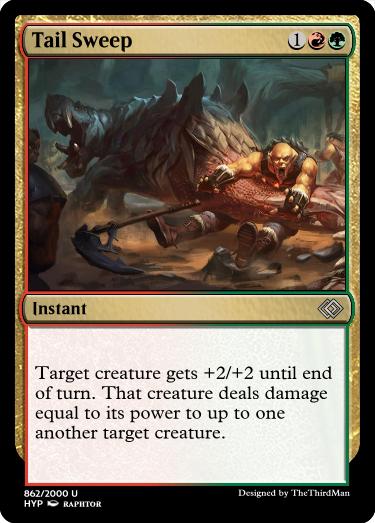 Tail Sweep 1
Instant
Target creature gets +2/+2 until end
of turn. That creature deals damage
equal to its power to up to one
another target creature.
862/2000 U Designed by TheThirdMan
HYP RAPHTOR